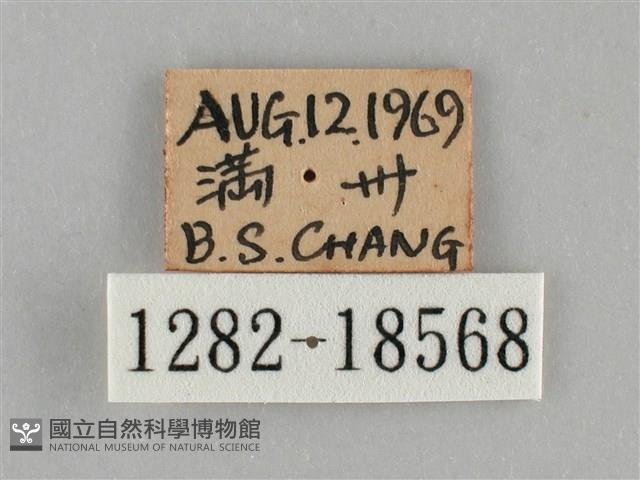 AUG.12.1969
満 州
B.S.CHANG
1282-18568
國立自然科學博物館
NATIONAL MUSEUM OF NATURAL SCIENCE